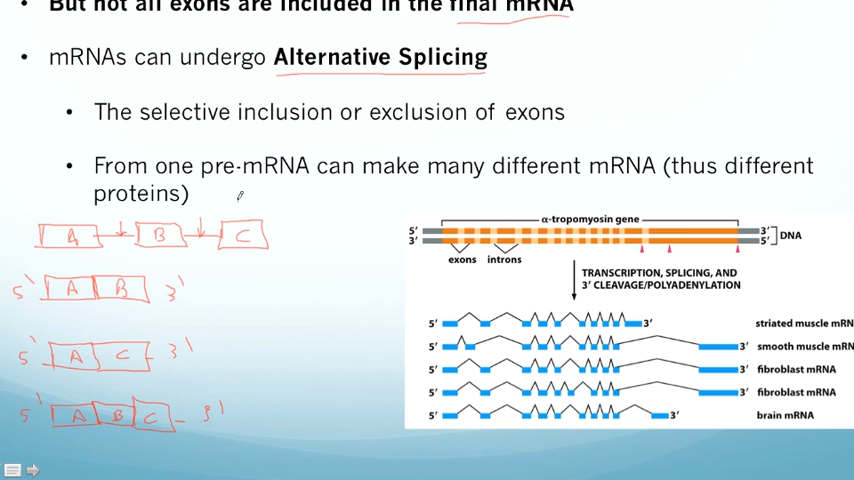 • But not all exons are included in the final mRNA
• mRNAs can undergo Alternative Splicing
• The selective inclusion or exclusion of exons
• From one pre-mRNA can make many different mRNA (thus different
proteins)
A B C
5' A B 3'
5' A C 3'
5' A B C 3'
α-tropomyosin gene
5' 3'
3' 5'
DNA
exons introns
TRANSCRIPTION, SPLICING, AND
3' CLEAVAGE/POLYADENYLATION
5' 3' striated muscle mRN
5' 3' smooth muscle mRN
5' 3' fibroblast mRNA
5' 3' fibroblast mRNA
5' 3' brain mRNA